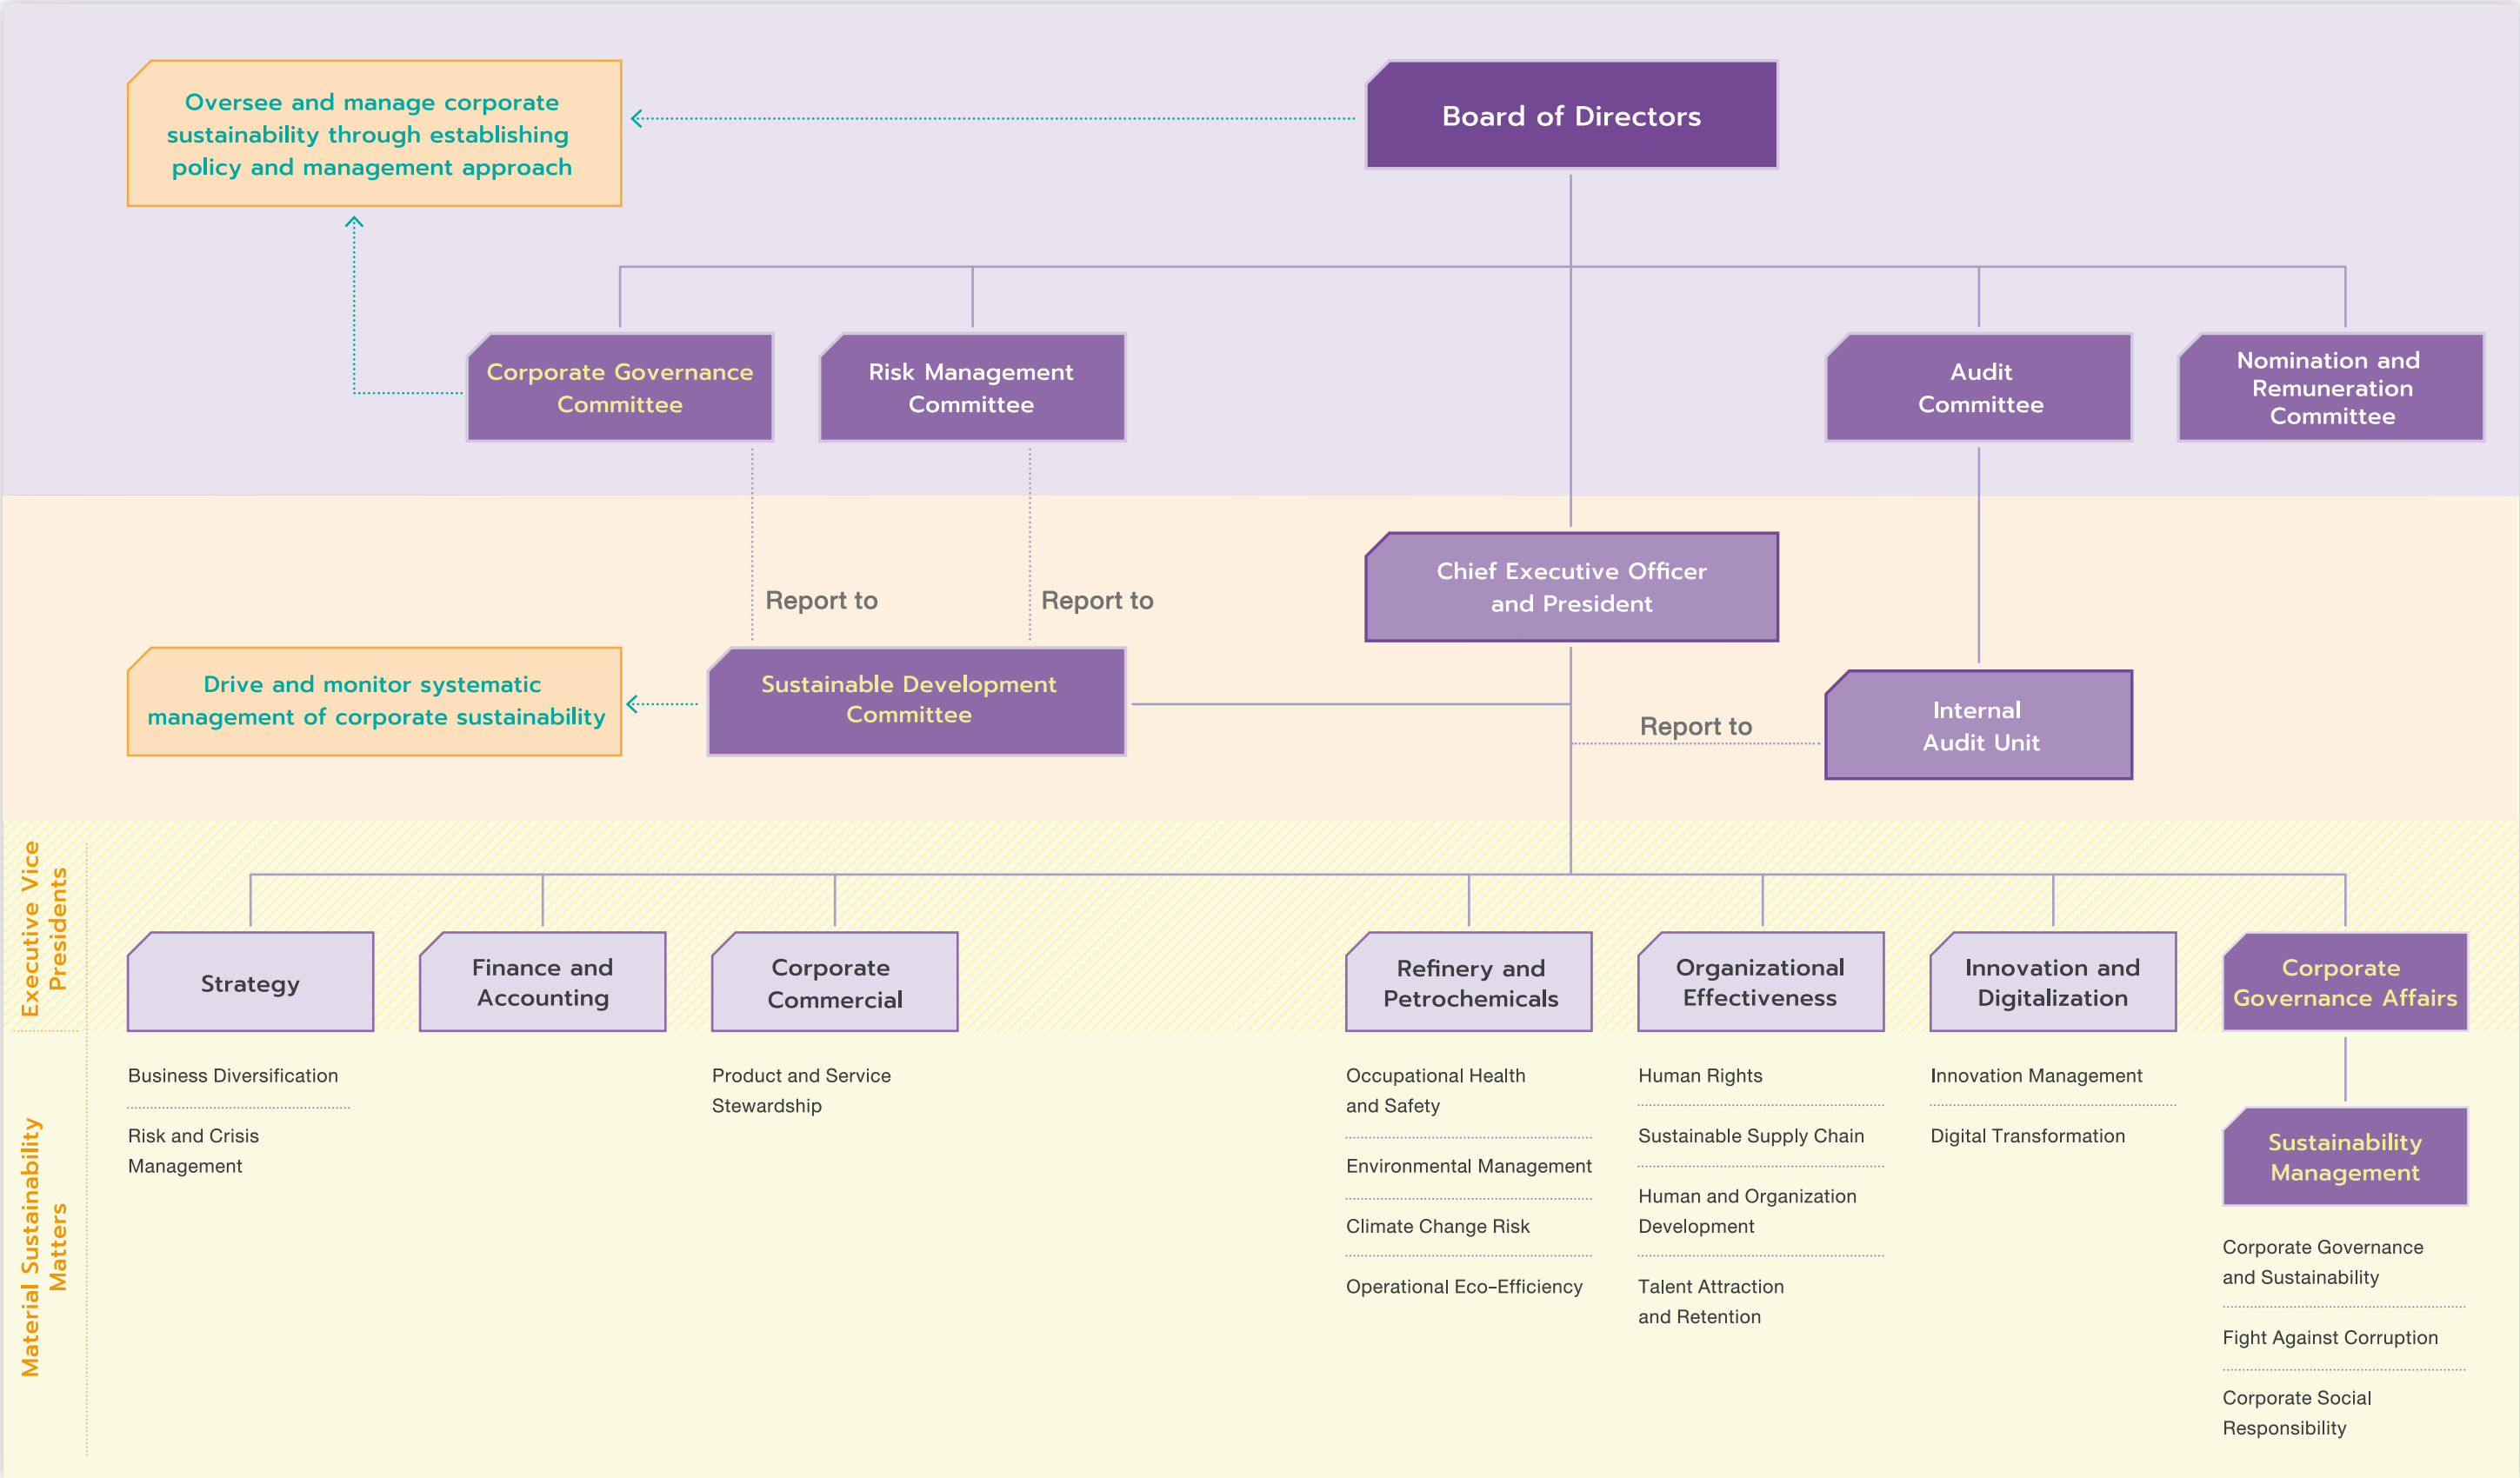 Oversee and manage corporate
sustainability through establishing
policy and management approach
Board of Directors
Corporate Governance
Committee
Risk Management
Committee
Audit
Committee
Nomination and
Remuneration
Committee
Chief Executive Officer
and President
Report to
Report to
Drive and monitor systematic
management of corporate sustainability
Sustainable Development
Committee
Report to
Internal
Audit Unit
Executive Vice
Presidents
Strategy
Finance and
Accounting
Corporate
Commercial
Refinery and
Petrochemicals
Organizational
Effectiveness
Innovation and
Digitalization
Corporate
Governance Affairs
Material Sustainability
Matters
Business Diversification
Risk and Crisis
Management
Product and Service
Stewardship
Occupational Health
and Safety
Environmental Management
Climate Change Risk
Operational Eco-Efficiency
Human Rights
Sustainable Supply Chain
Human and Organization
Development
Talent Attraction
and Retention
Innovation Management
Digital Transformation
Sustainability
Management
Corporate Governance
and Sustainability
Fight Against Corruption
Corporate Social
Responsibility